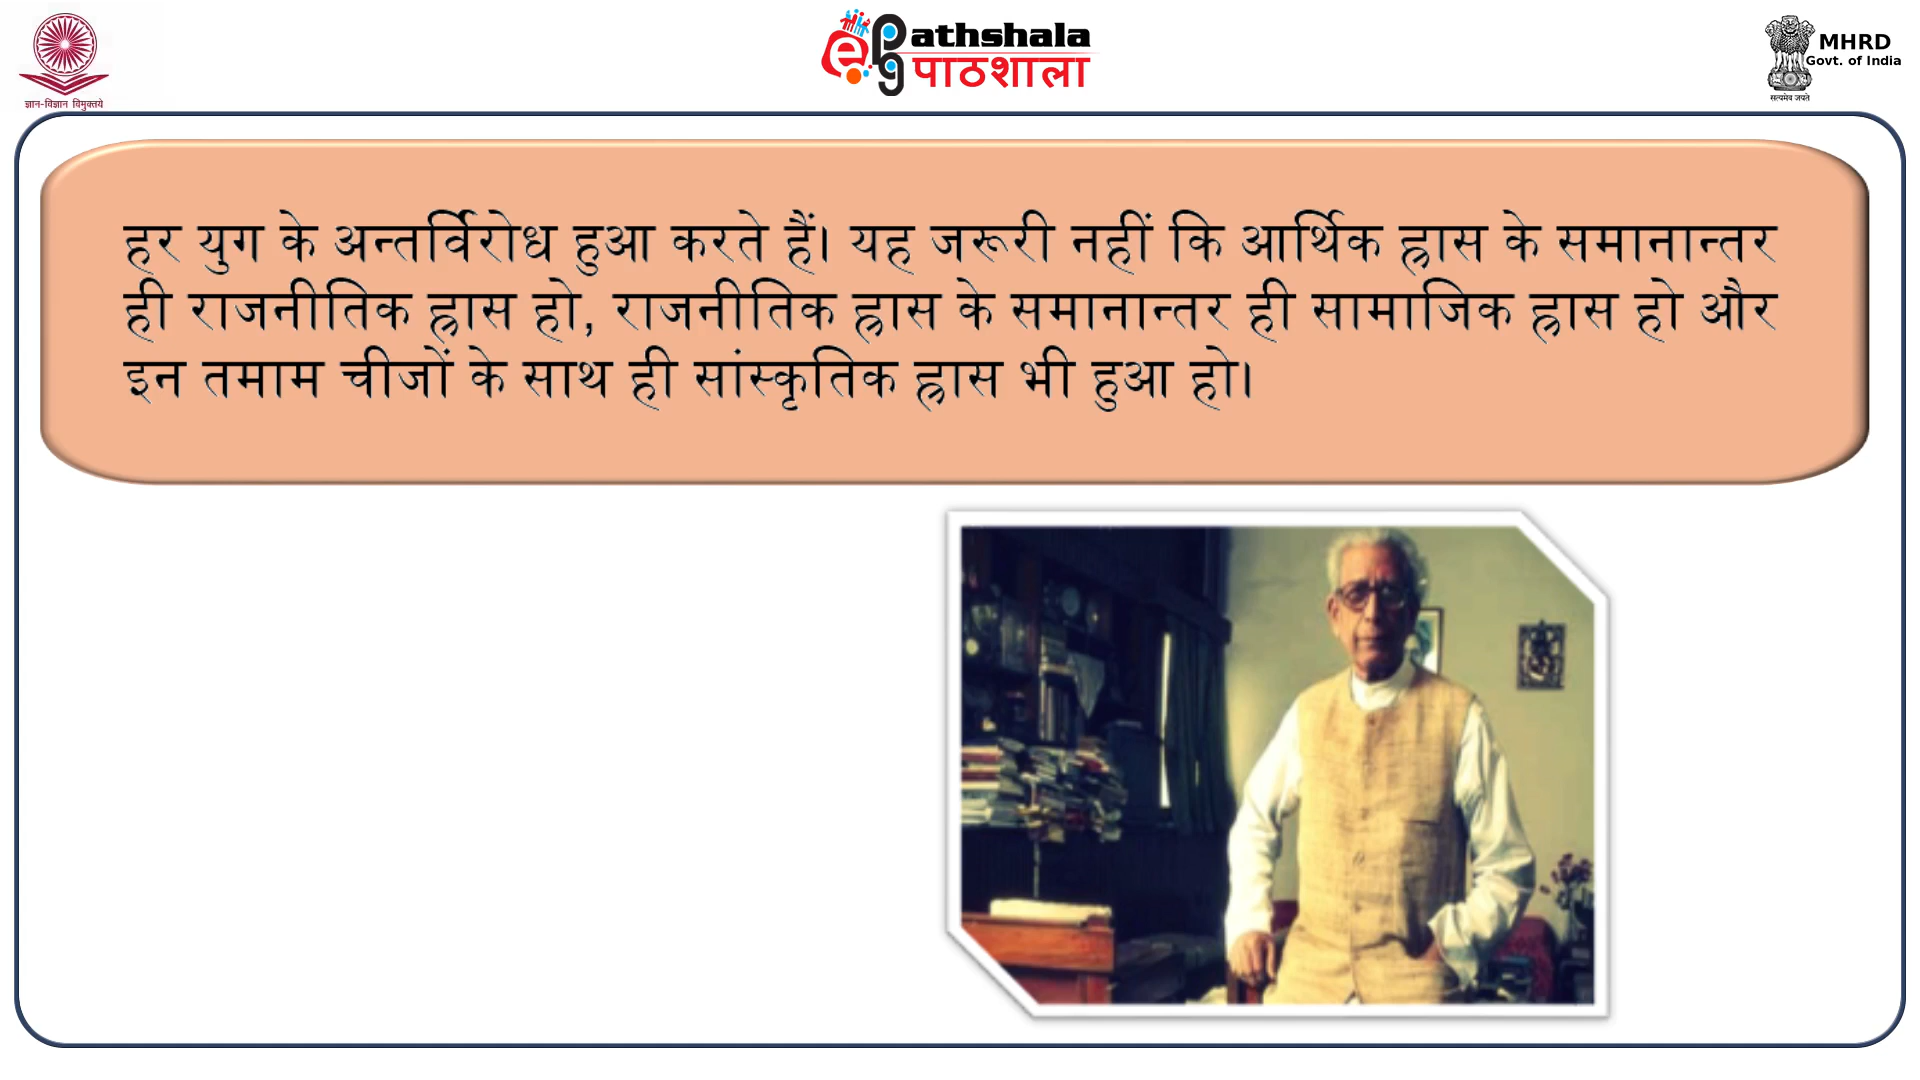 ज्ञान-विज्ञान विमुक्तये
ePathshala
पाठशाला
MHRD
Govt. of India
सत्यमेव जयते
हर युग के अन्तर्विरोध हुआ करते हैं। यह जरूरी नहीं कि आर्थिक ह्रास के समानान्तर
ही राजनीतिक ह्रास हो, राजनीतिक ह्रास के समानान्तर ही सामाजिक ह्रास हो और
इन तमाम चीजों के साथ ही सांस्कृतिक ह्रास भी हुआ हो।